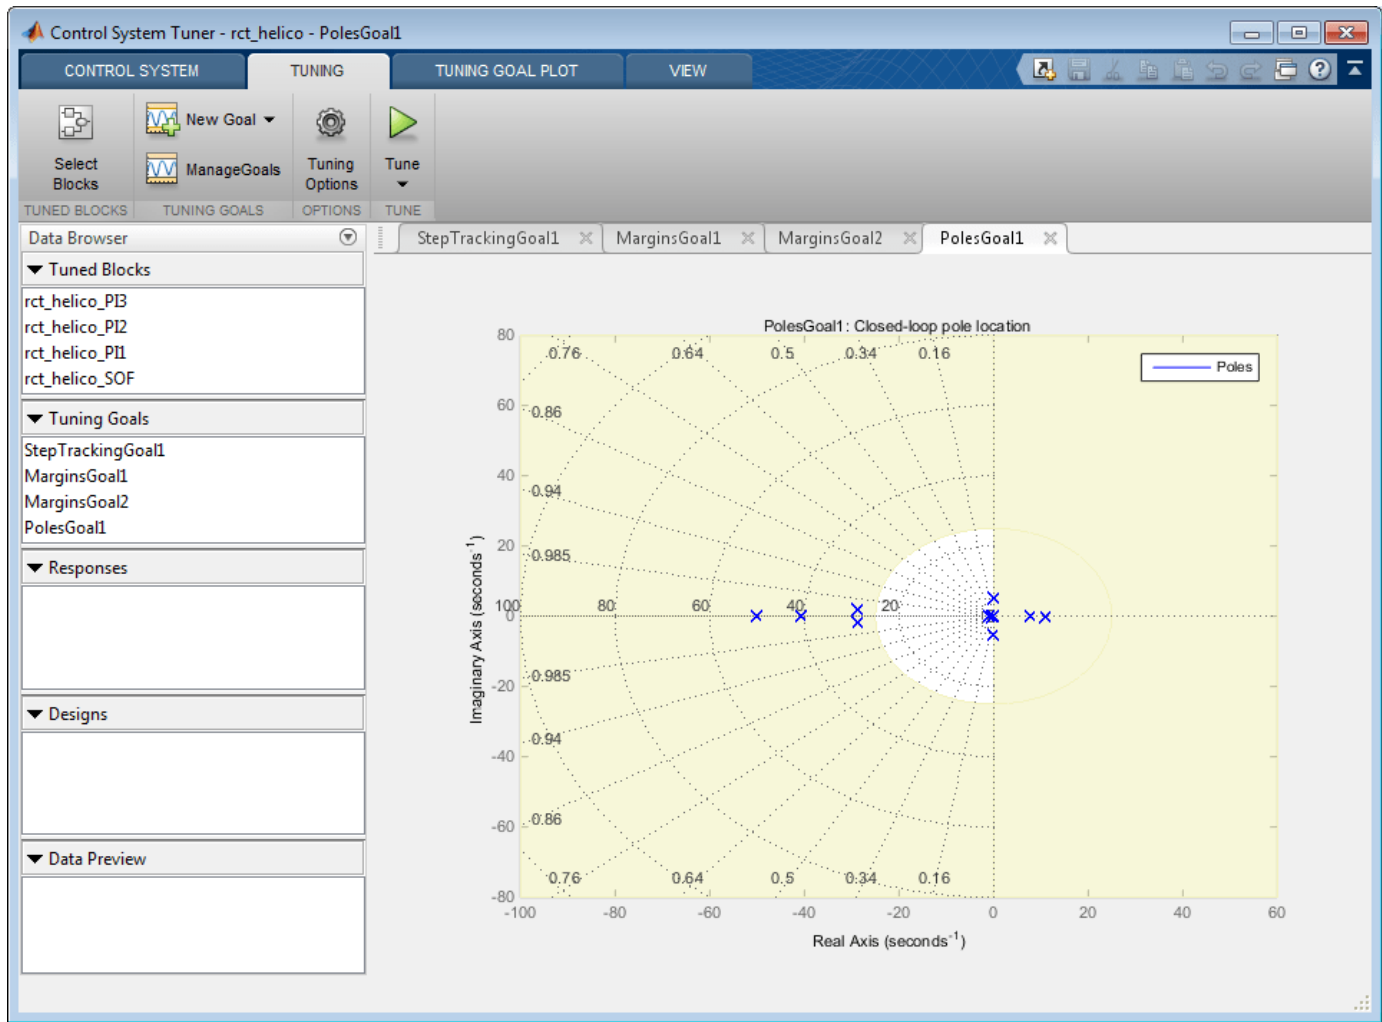 Control System Tuner - rct_helico - PolesGoal1
CONTROL SYSTEM TUNING TUNING GOAL PLOT VIEW
Select Blocks
New Goal
ManageGoals
Tuning Options
Tune
TUNED BLOCKS TUNING GOALS OPTIONS TUNE
Data Browser
StepTrackingGoal1 MarginsGoal1 MarginsGoal2 PolesGoal1
Tuned Blocks
rct_helico_PI3
rct_helico_PI2
rct_helico_PI1
rct_helico_SOF
Tuning Goals
StepTrackingGoal1
MarginsGoal1
MarginsGoal2
PolesGoal1
Responses
Designs
Data Preview
PolesGoal1: Closed-loop pole location
Poles
80
60
40
20
0
-20
-40
-60
-80
0.76 0.64 0.5 0.34 0.16
0.86
0.94
0.985
100 80 60 40 20
0.985
0.94
0.86
0.76 0.64 0.5 0.34 0.16
-100 -80 -60 -40 -20 0 20 40 60
Imaginary Axis (seconds⁻¹)
Real Axis (seconds⁻¹)